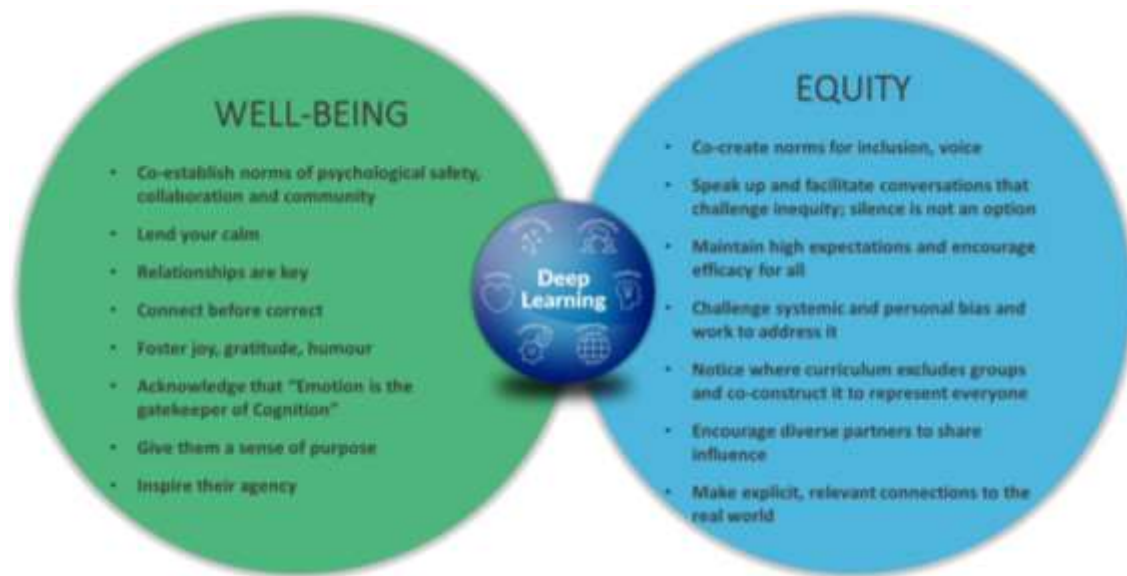 WELL-BEING
• Co-establish norms of psychological safety,
collaboration and community
• Lend your calm
• Relationships are key
• Connect before correct
• Foster joy, gratitude, humour
• Acknowledge that “Emotion is the
gatekeeper of Cognition”
• Give them a sense of purpose
• Inspire their agency
Deep
Learning
EQUITY
• Co-create norms for inclusion, voice
• Speak up and facilitate conversations that
challenge inequity; silence is not an option
• Maintain high expectations and encourage
efficacy for all
• Challenge systemic and personal bias and
work to address it
• Notice where curriculum excludes groups
and co-construct it to represent everyone
• Encourage diverse partners to share
influence
• Make explicit, relevant connections to the
real world